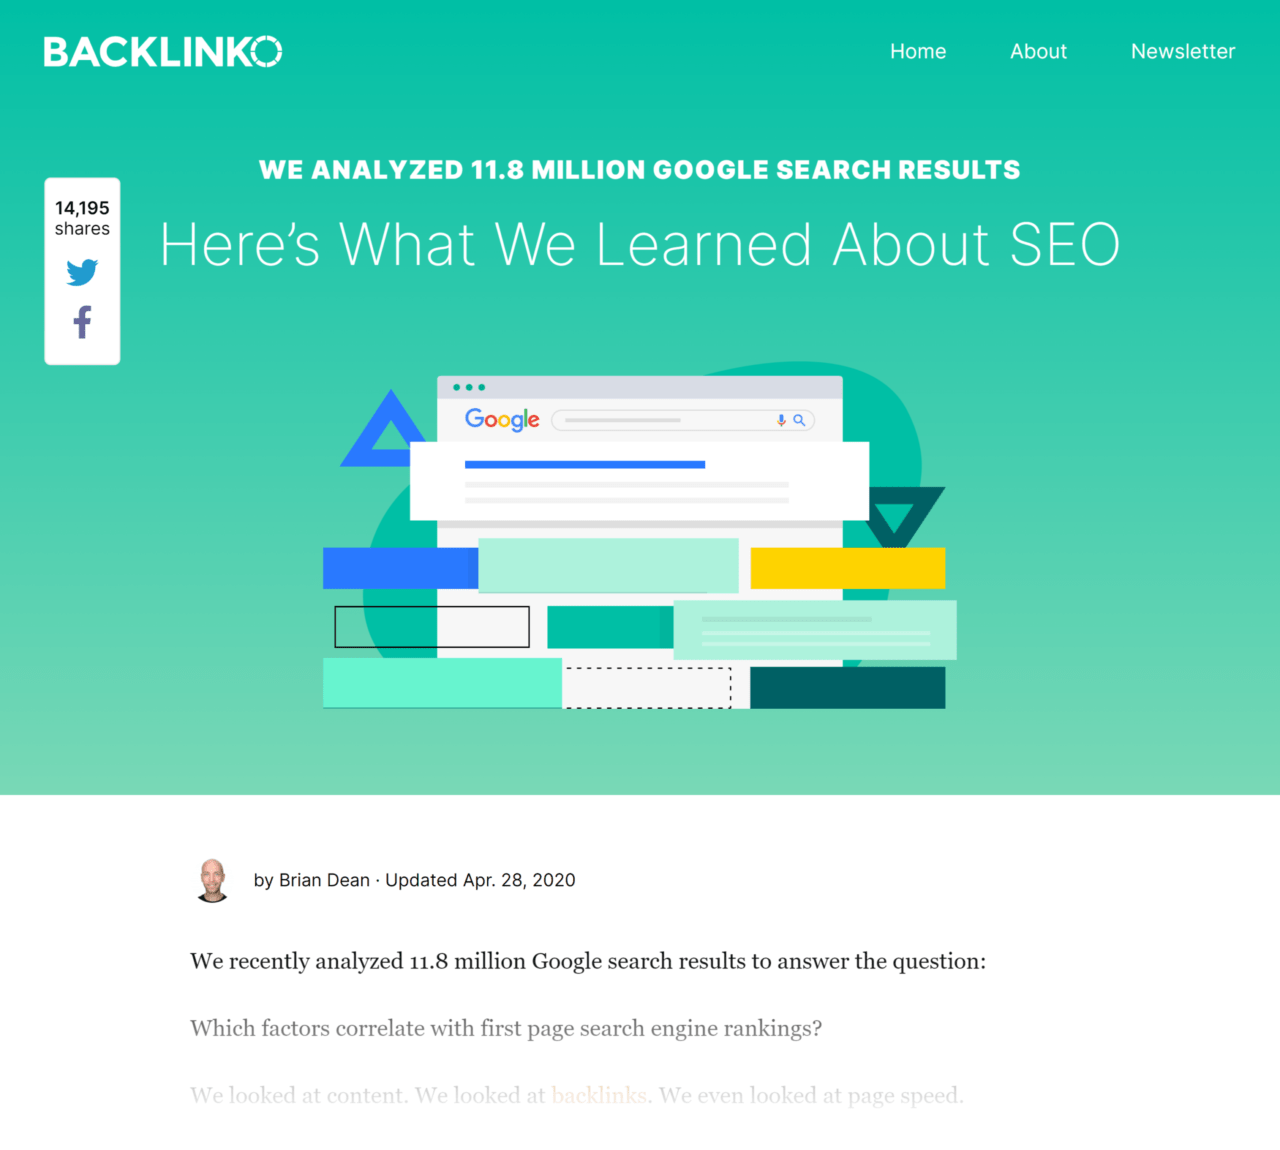 BACKLINKO
Home
About
Newsletter
WE ANALYZED 11.8 MILLION GOOGLE SEARCH RESULTS
Here’s What We Learned About SEO
14,195
shares
Google
by Brian Dean · Updated Apr. 28, 2020
We recently analyzed 11.8 million Google search results to answer the question:
Which factors correlate with first page search engine rankings?
We looked at content. We looked at backlinks. We even looked at page speed.